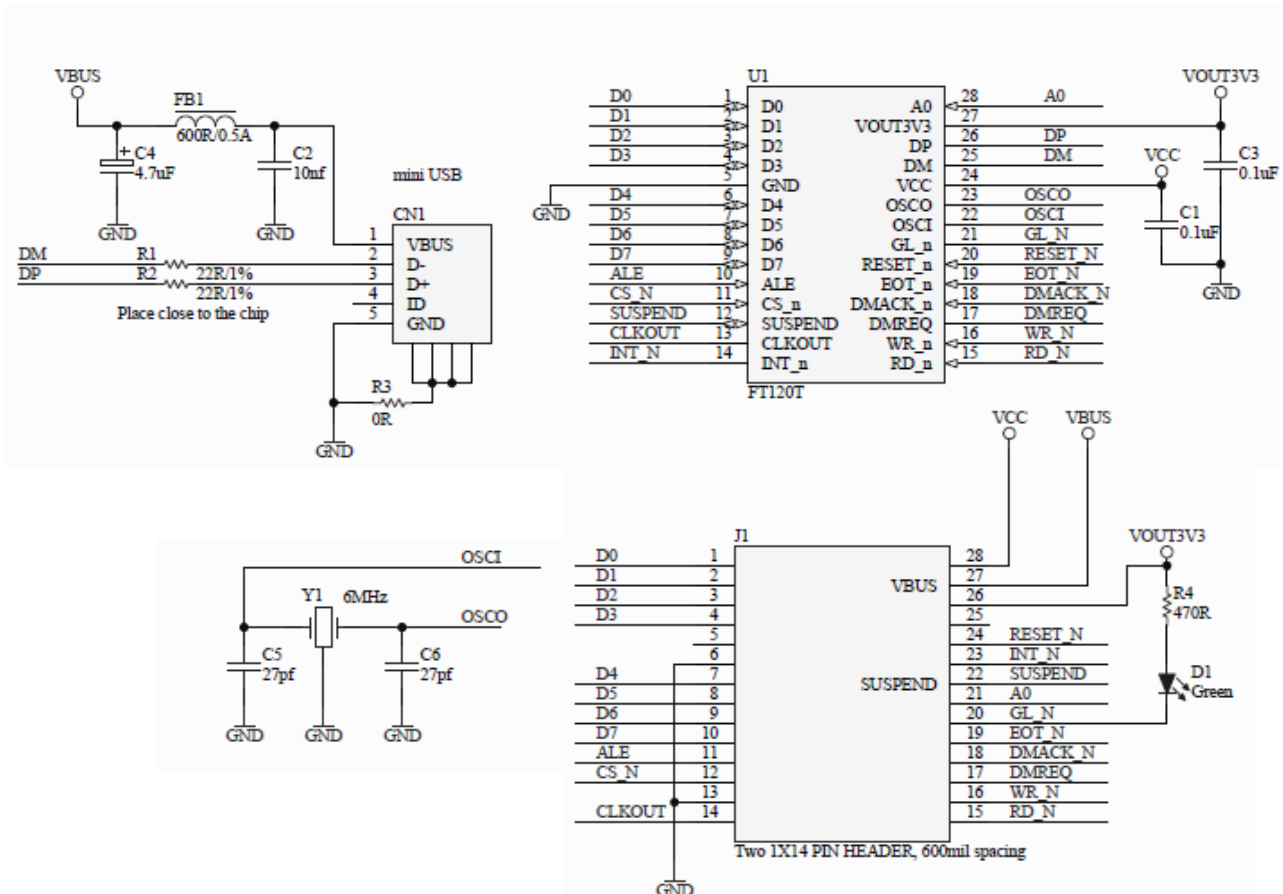 VBUS
FB1
600R/0.5A
C4
4.7uF
C2
10nf
GND
GND
mini USB
CN1
1 VBUS
2 D-
3 D+
4 ID
5 GND
DM R1 22R/1%
DP R2 22R/1%
Place close to the chip
R3
0R
GND
U1
D0 1 D0
D1 2 D1
D2 3 D2
D3 4 D3
5 GND
GND
D4 6 D4
D5 7 D5
D6 8 D6
D7 9 D7
ALE 10 ALE
CS_N 11 CS_n
SUSPEND 12 SUSPEND
CLKOUT 13 CLKOUT
INT_N 14 INT_n
A0 28 A0
VOUT3V3 27
DP 26 DP
DM 25 DM
VCC 24
OSCO 23 OSCO
OSCI 22 OSCI
GL_n 21 GL_N
RESET_n 20 RESET_N
EOT_n 19 EOT_N
DMACK_n 18 DMACK_N
DMREQ 17 DMREQ
WR_n 16 WR_N
RD_n 15 RD_N
FT120T
VOUT3V3
C3
0.1uF
VCC
C1
0.1uF
GND
OSCI
Y1 6MHz
OSCO
C5
27pf
C6
27pf
GND GND GND
VCC VBUS
J1
D0 1
D1 2
D2 3
D3 4
5
6
D4 7
D5 8
D6 9
D7 10
ALE 11
CS_N 12
13
CLKOUT 14
28
VBUS 27
26
25
24 RESET_N
23 INT_N
SUSPEND 22 SUSPEND
21 A0
20 GL_N
19 EOT_N
18 DMACK_N
17 DMREQ
16 WR_N
15 RD_N
Two 1X14 PIN HEADER, 600mil spacing
GND
VOUT3V3
R4
470R
D1
Green